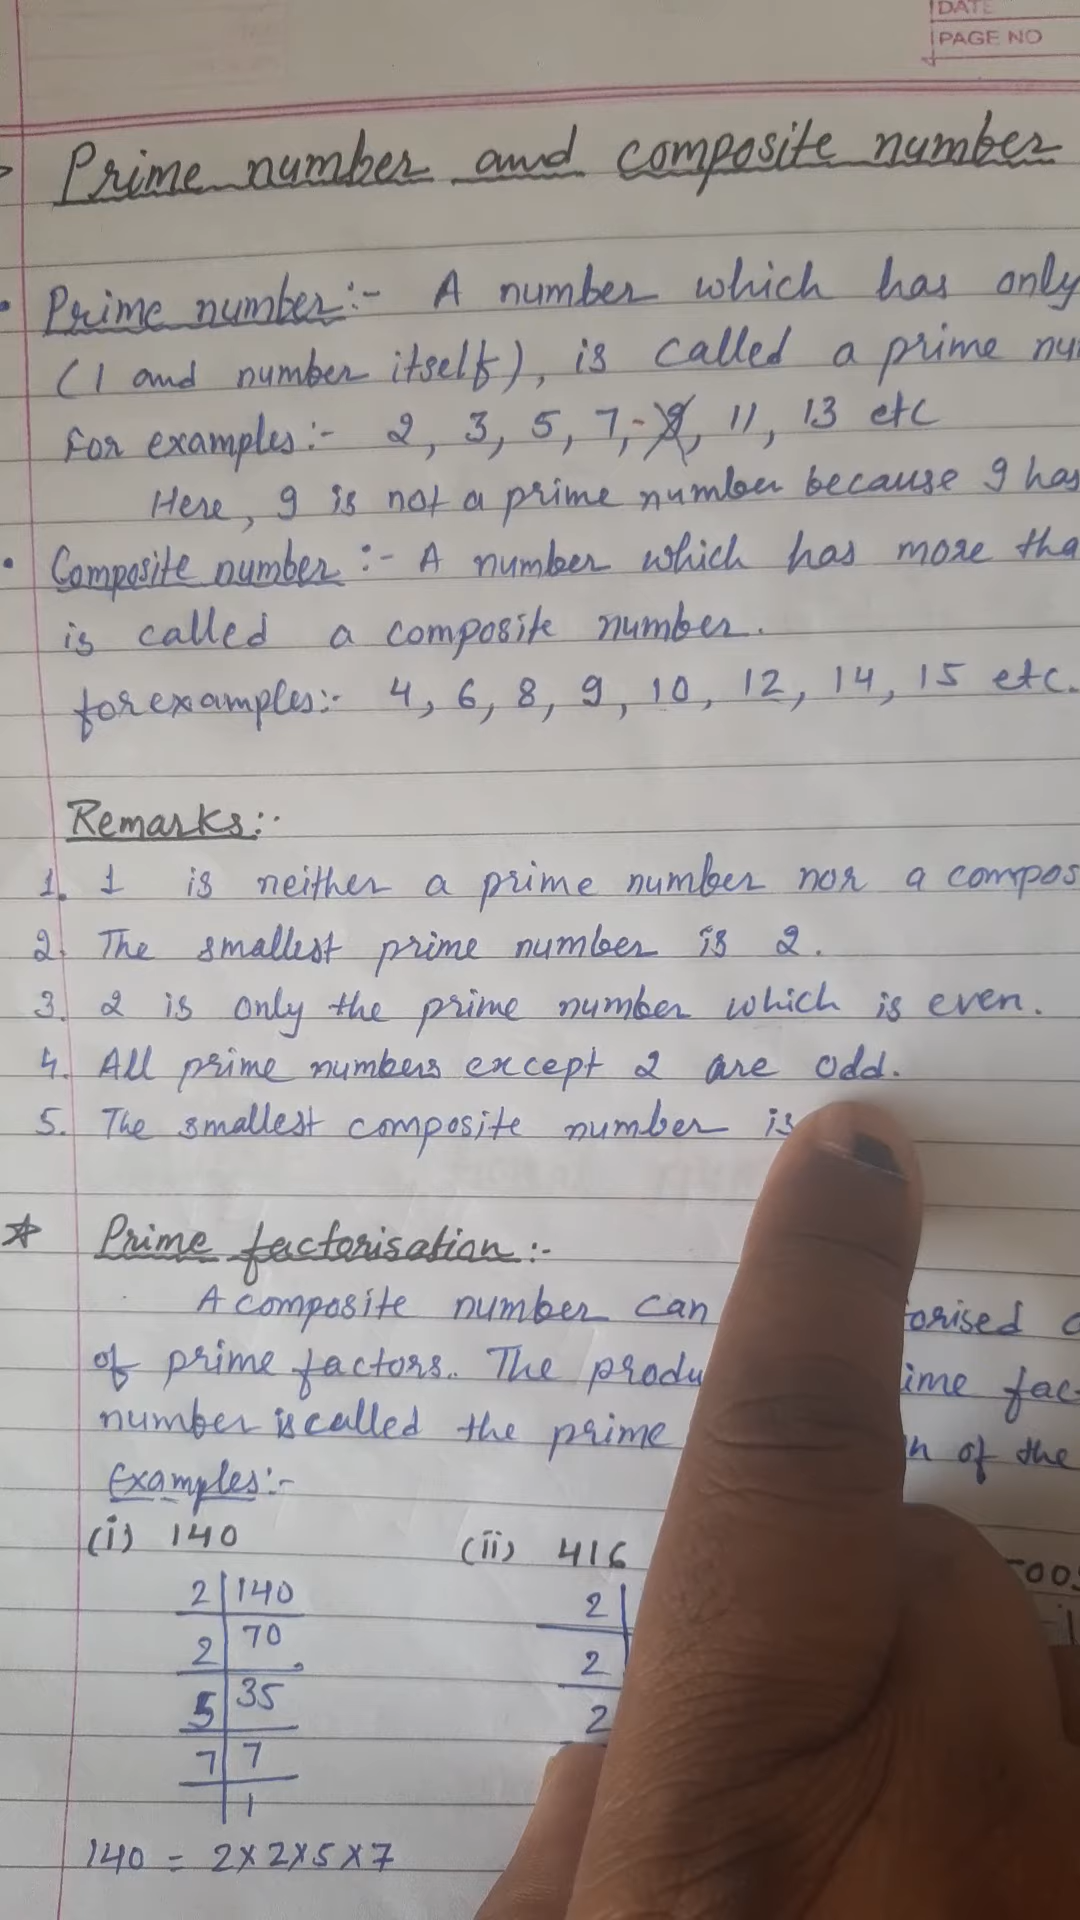 DATE
PAGE NO
Prime number and composite number
Prime number:- A number which has only
(1 and number itself), is called a prime
For examples:- 2, 3, 5, 7, 9, 11, 13 etc
Here, 9 is not a prime number because 9 has
Composite number :- A number which has more
is called a composite number.
for examples:- 4, 6, 8, 9, 10, 12, 14, 15 etc.
Remarks:-
1. 1 is neither a prime number nor a compos
2. The smallest prime number is 2.
3. 2 is only the prime number which is even.
4. All prime numbers except 2 are odd.
5. The smallest composite number is
* Prime factorisation:-
A composite number can orised
of prime factors. The produ ime fac
number is called the prime n of the
Examples:-
(i) 140 (ii) 416
2 | 140 2
2 | 70 2
5 | 35 2
7 | 7
1
140 = 2×2×5×7